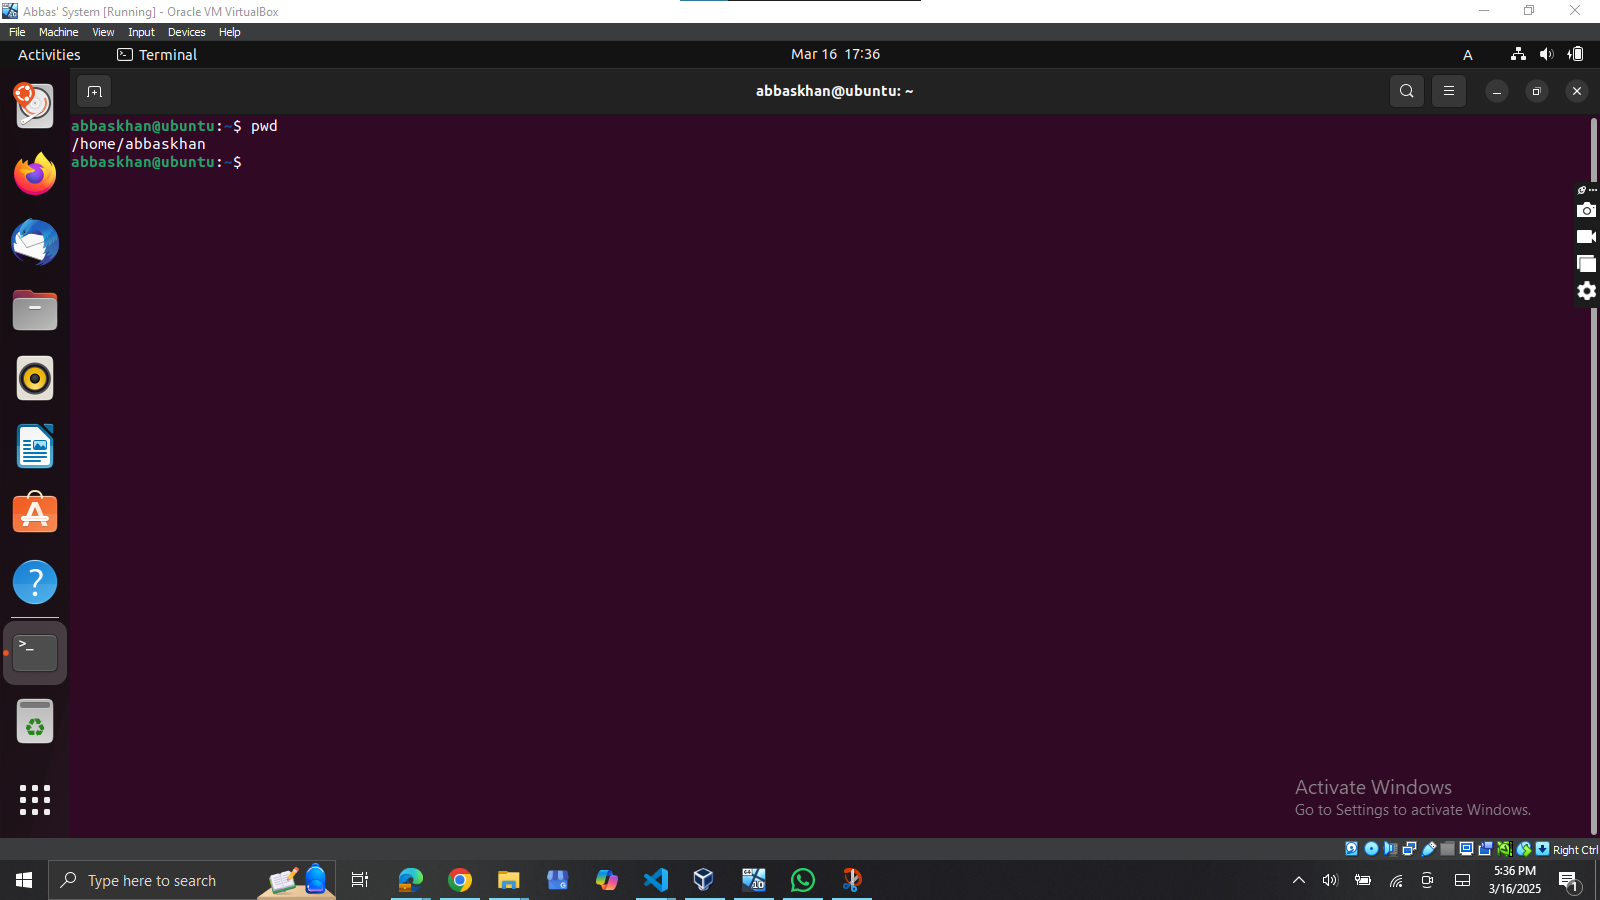 Abbas' System [Running] - Oracle VM VirtualBox
File Machine View Input Devices Help
Activities Terminal Mar 16 17:36 A
abbaskhan@ubuntu: ~
abbaskhan@ubuntu:~$ pwd
/home/abbaskhan
abbaskhan@ubuntu:~$
>_
Activate Windows
Go to Settings to activate Windows.
Right Ctrl
Type here to search
5:36 PM
3/16/2025
1